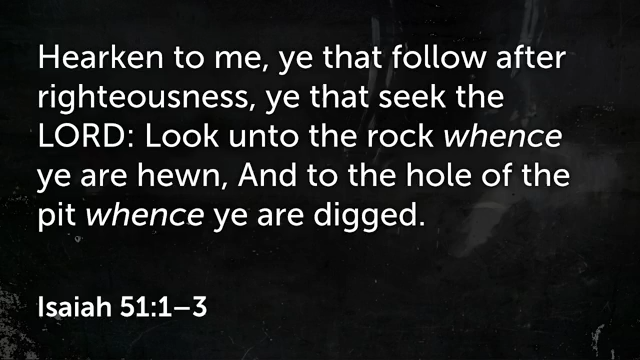 Hearken to me, ye that follow after
righteousness, ye that seek the
LORD: Look unto the rock whence
ye are hewn, And to the hole of the
pit whence ye are digged.
Isaiah 51:1–3